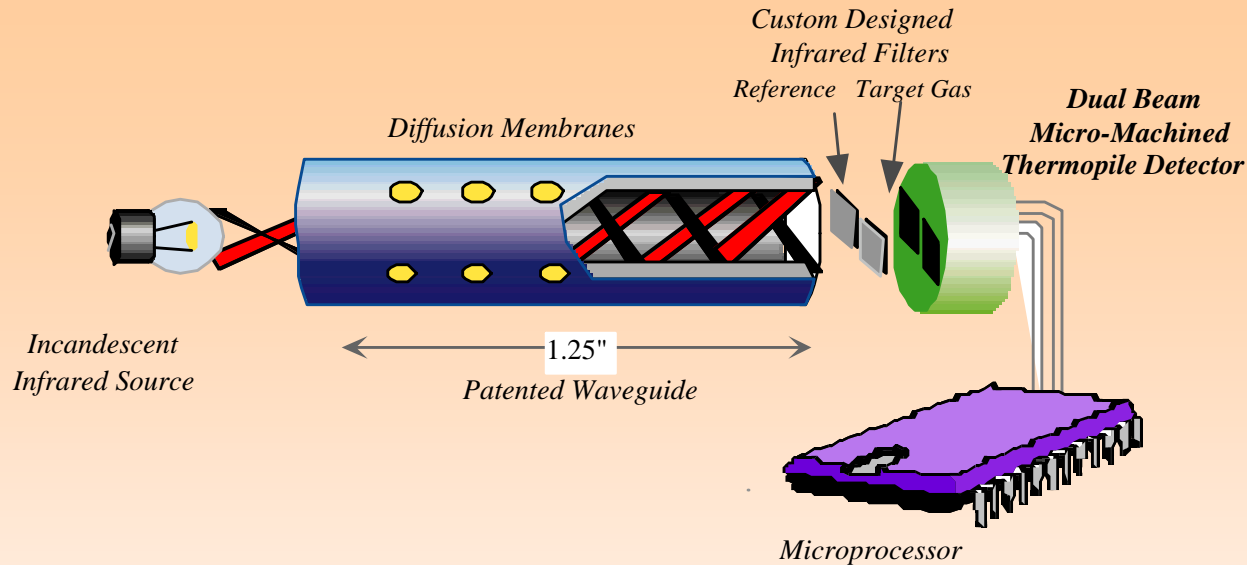 Custom Designed
Infrared Filters
Reference Target Gas
Dual Beam
Micro-Machined
Thermopile Detector
Diffusion Membranes
Incandescent
Infrared Source
1.25"
Patented Waveguide
Microprocessor